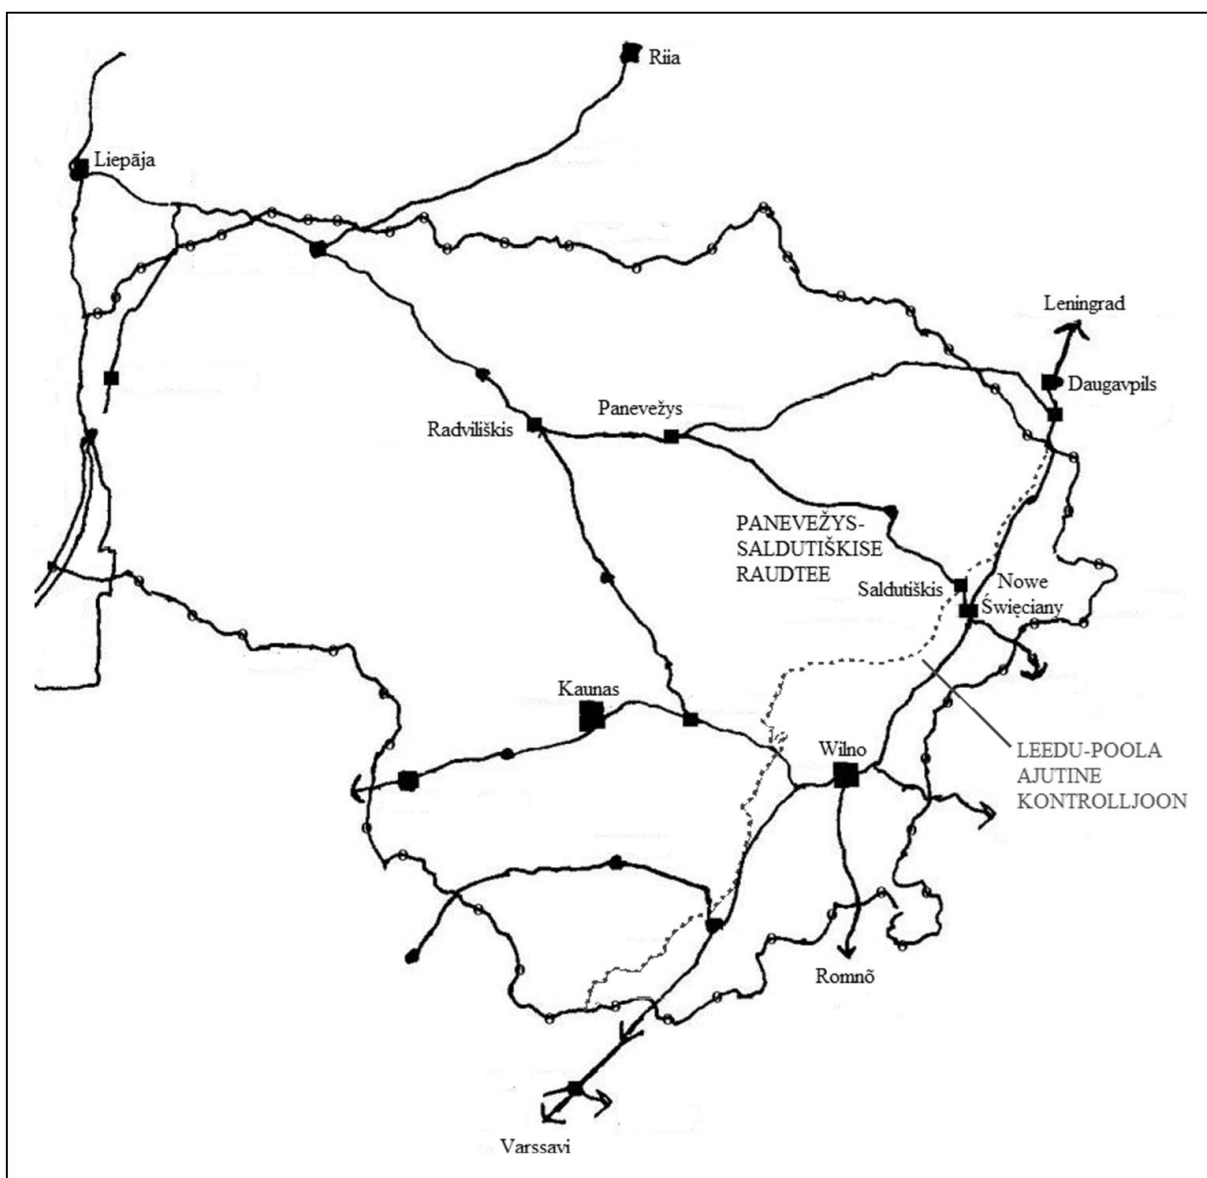 Riia
Liepāja
Leningrad
Daugavpils
Panevežys
Radviliškis
PANEVEŽYS-
SALDUTIŠKISE
RAUDTEE
Saldutiškis
Nowe
Święciany
Kaunas
Wilno
LEEDU-POOLA
AJUTINE
KONTROLLJOON
Romnõ
Varssavi